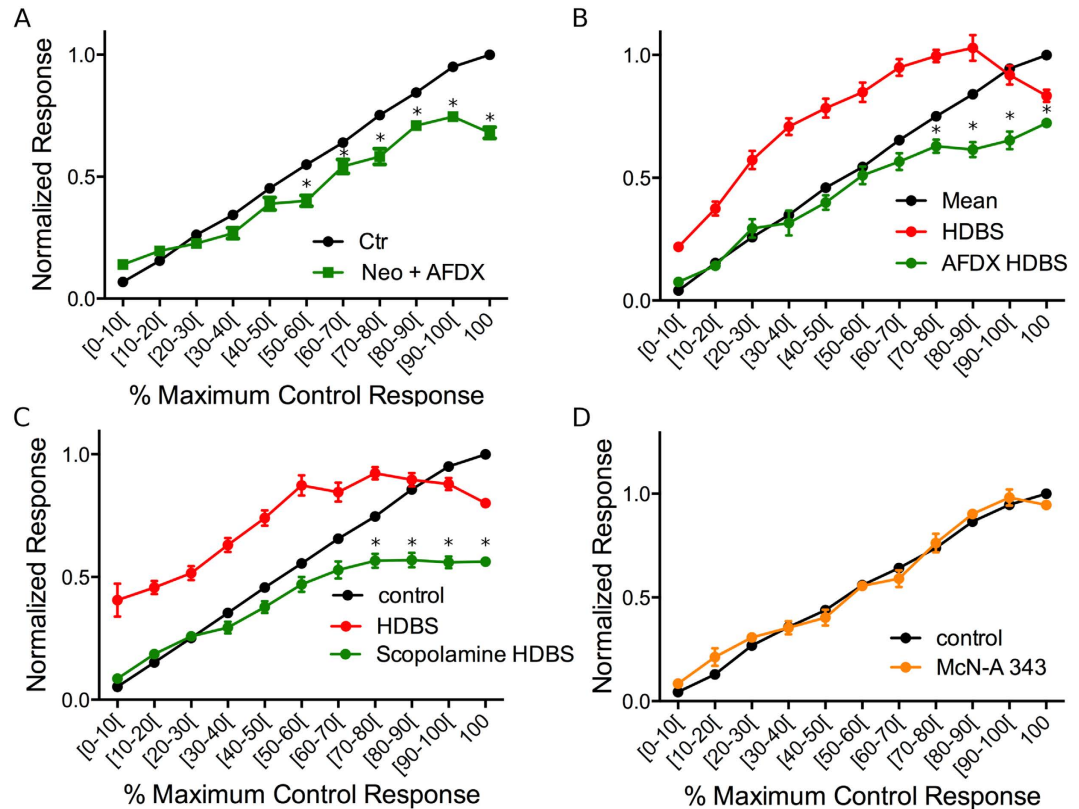 A
Normalized Response
1.0
0.5
0.0
* * * * * *
Ctr
Neo + AFDX
[0-10[ [10-20[ [20-30[ [30-40[ [40-50[ [50-60[ [60-70[ [70-80[ [80-90[ [90-100[ 100
% Maximum Control Response
B
Normalized Response
1.0
0.5
0.0
* * * *
Mean
HDBS
AFDX HDBS
[0-10[ [10-20[ [20-30[ [30-40[ [40-50[ [50-60[ [60-70[ [70-80[ [80-90[ [90-100[ 100
C
Normalized Response
1.0
0.5
0.0
* * * *
control
HDBS
Scopolamine HDBS
[0-10[ [10-20[ [20-30[ [30-40[ [40-50[ [50-60[ [60-70[ [70-80[ [80-90[ [90-100[ 100
% Maximum Control Response
D
Normalized Response
1.0
0.5
0.0
control
McN-A 343
[0-10[ [10-20[ [20-30[ [30-40[ [40-50[ [50-60[ [60-70[ [70-80[ [80-90[ [90-100[ 100
% Maximum Control Response